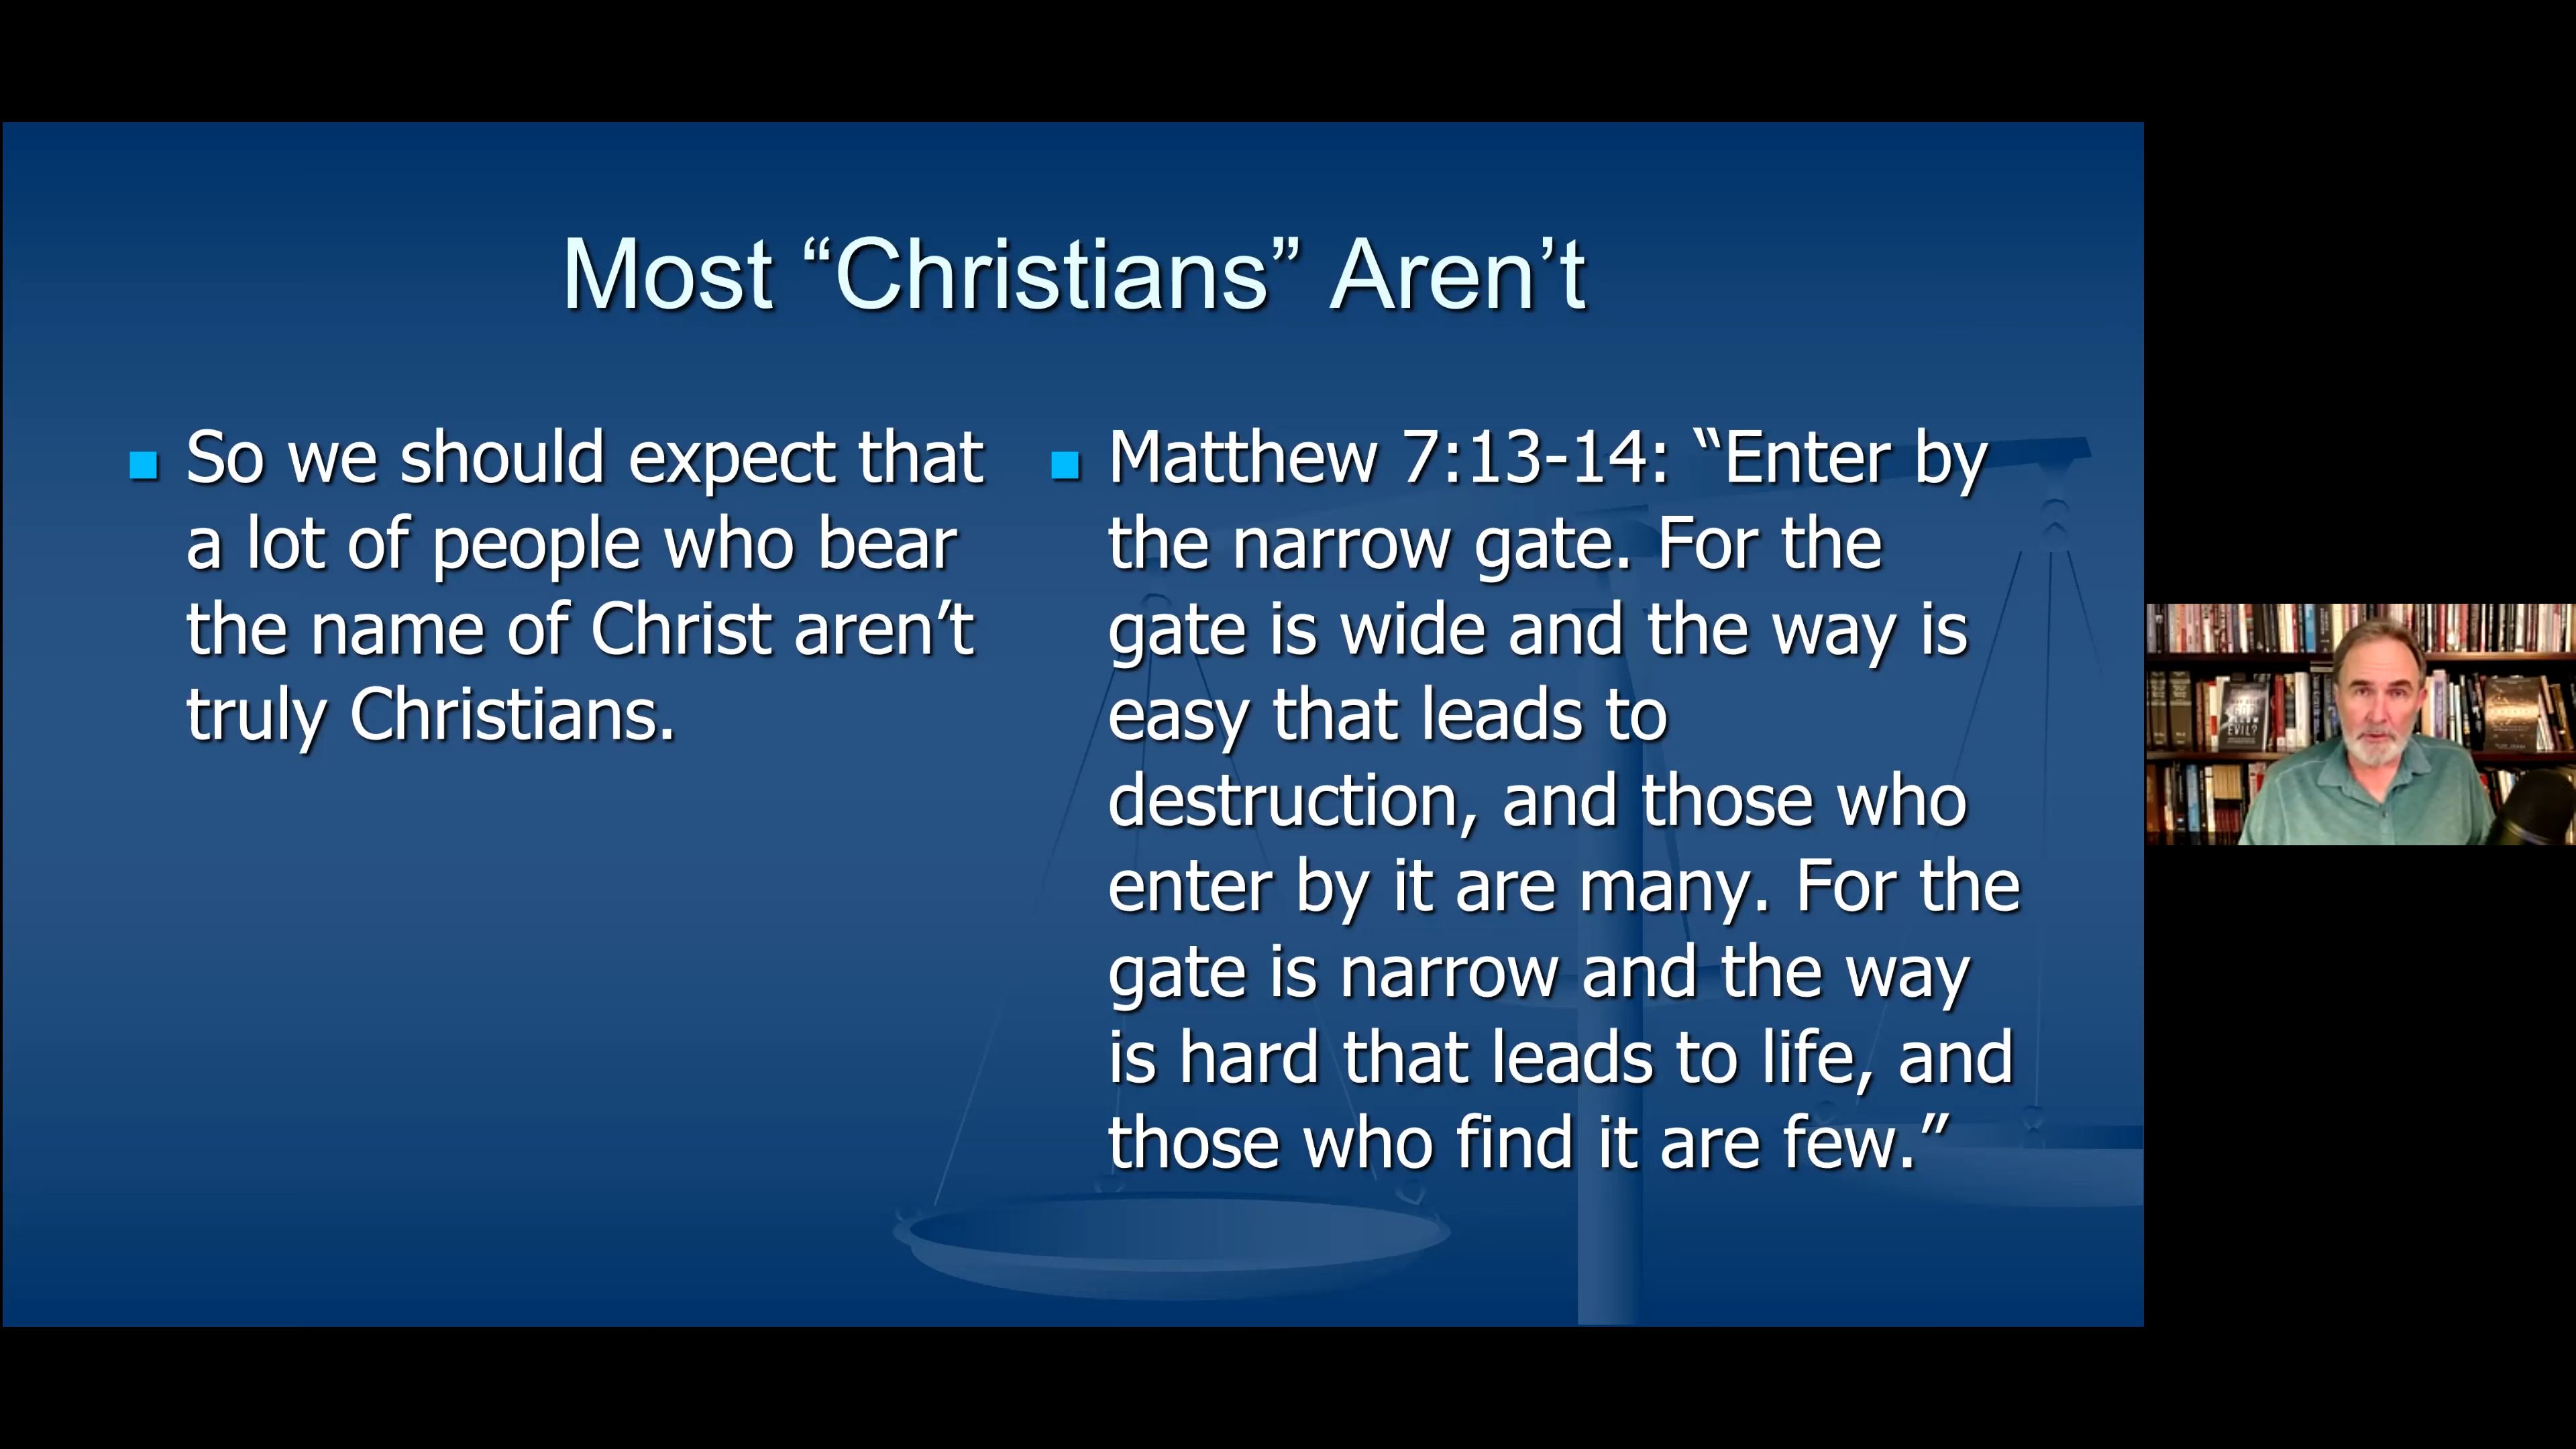 Most “Christians” Aren’t
So we should expect that
a lot of people who bear
the name of Christ aren’t
truly Christians.
Matthew 7:13-14: “Enter by
the narrow gate. For the
gate is wide and the way is
easy that leads to
destruction, and those who
enter by it are many. For the
gate is narrow and the way
is hard that leads to life, and
those who find it are few.”
GOD
EVIL?